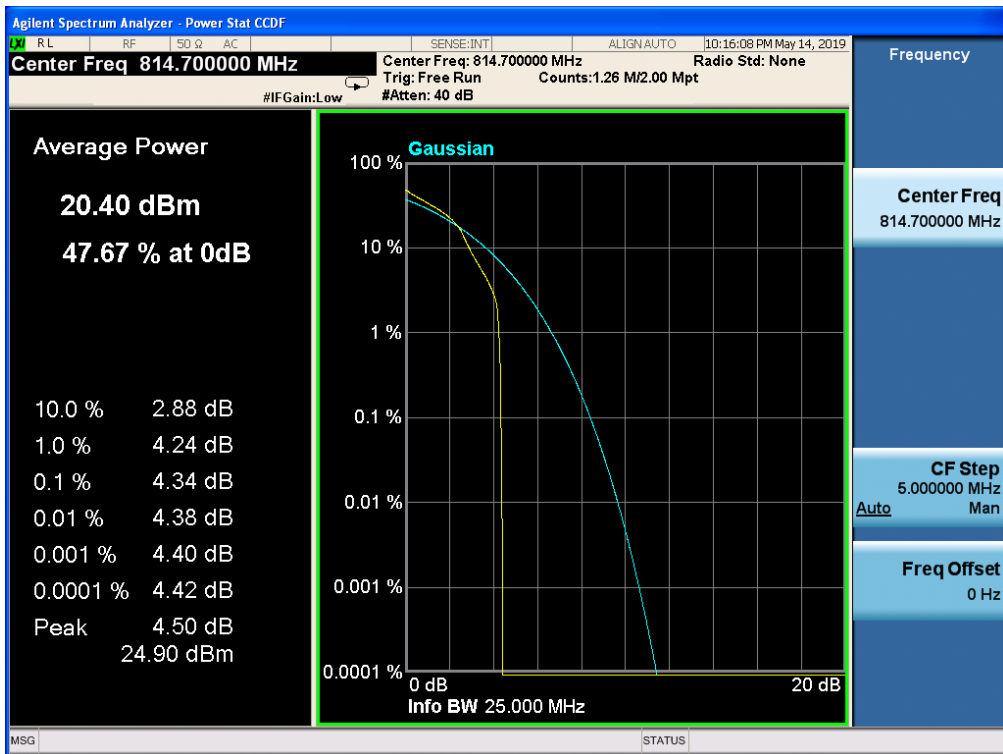 Agilent Spectrum Analyzer - Power Stat CCDF
LXI RL RF 50 Ω AC SENSE:INT ALIGN AUTO 10:16:08 PM May 14, 2019
Center Freq 814.700000 MHz
Center Freq: 814.700000 MHz Radio Std: None
Trig: Free Run Counts:1.26 M/2.00 Mpt
#IFGain:Low #Atten: 40 dB
Average Power
20.40 dBm
47.67 % at 0dB
10.0 % 2.88 dB
1.0 % 4.24 dB
0.1 % 4.34 dB
0.01 % 4.38 dB
0.001 % 4.40 dB
0.0001 % 4.42 dB
Peak 4.50 dB
24.90 dBm
Gaussian
100 %
10 %
1 %
0.1 %
0.01 %
0.001 %
0.0001 %
0 dB 20 dB
Info BW 25.000 MHz
Frequency
Center Freq
814.700000 MHz
CF Step
5.000000 MHz
Auto Man
Freq Offset
0 Hz
MSG STATUS